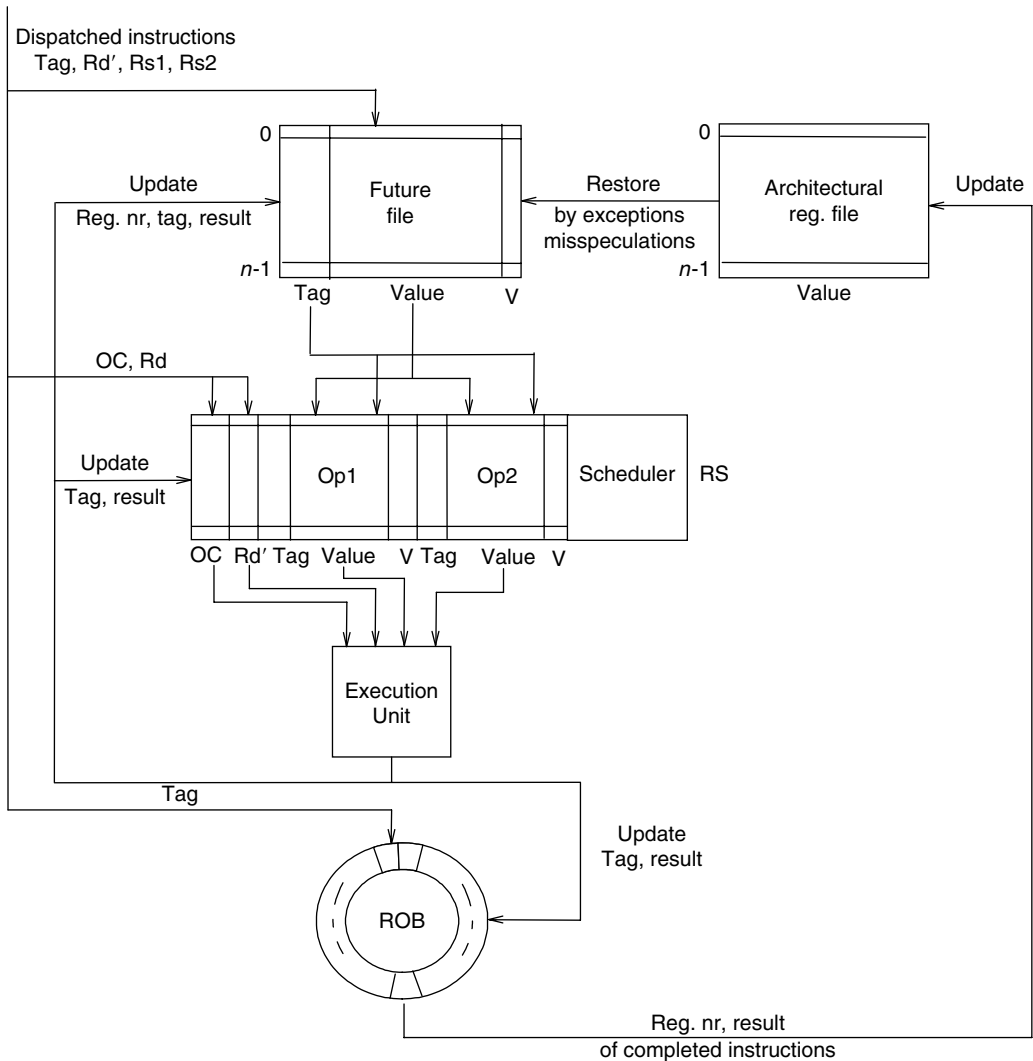 Dispatched instructions
Tag, Rd′, Rs1, Rs2
0
0
Update
Reg. nr, tag, result
Future
file
Restore
by exceptions
misspeculations
Architectural
reg. file
Update
n-1
n-1
Tag
Value
V
Value
OC, Rd
Update
Tag, result
Op1
Op2
Scheduler
RS
OC
Rd′
Tag
Value
V
Tag
Value
V
Execution
Unit
Tag
Update
Tag, result
ROB
Reg. nr, result
of completed instructions